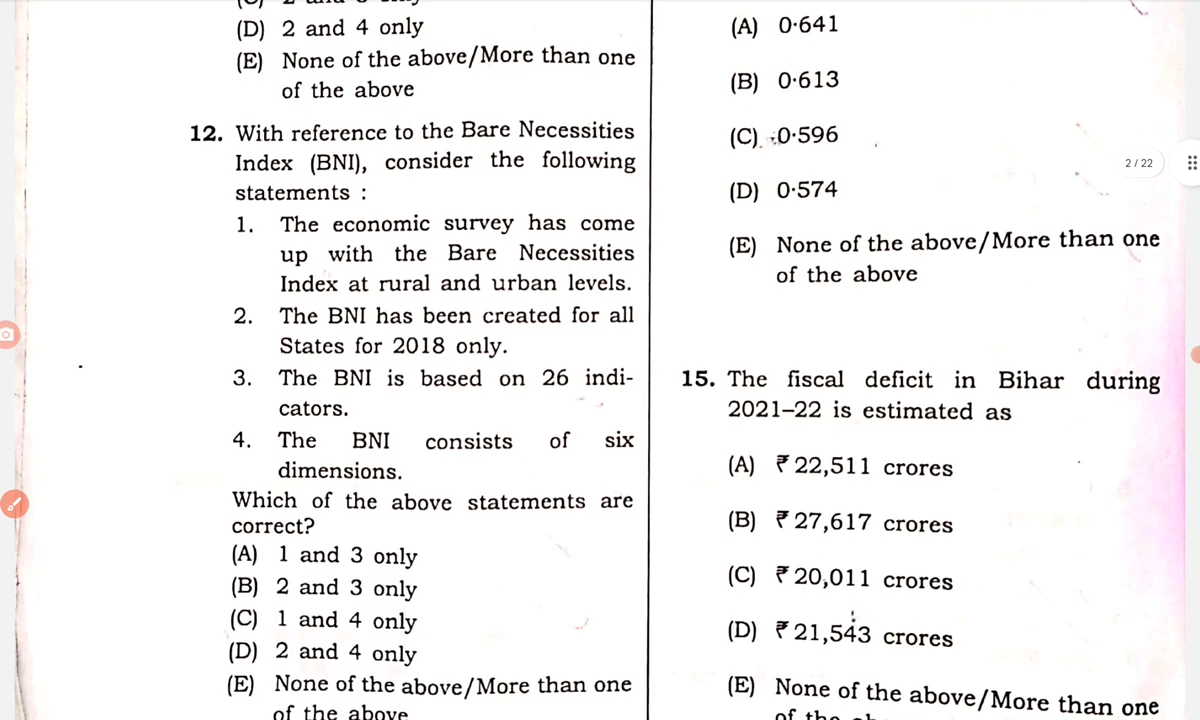 (D) 2 and 4 only
(E) None of the above/More than one
of the above
12. With reference to the Bare Necessities
Index (BNI), consider the following
statements :
1. The economic survey has come
up with the Bare Necessities
Index at rural and urban levels.
2. The BNI has been created for all
States for 2018 only.
3. The BNI is based on 26 indi-
cators.
4. The BNI consists of six
dimensions.
Which of the above statements are
correct?
(A) 1 and 3 only
(B) 2 and 3 only
(C) 1 and 4 only
(D) 2 and 4 only
(E) None of the above/More than one
of the above
(A) 0·641
(B) 0·613
(C) 0·596
(D) 0·574
(E) None of the above/More than one
of the above
15. The fiscal deficit in Bihar during
2021–22 is estimated as
(A) ₹ 22,511 crores
(B) ₹ 27,617 crores
(C) ₹ 20,011 crores
(D) ₹ 21,543 crores
(E) None of the above/More than one
2 / 22